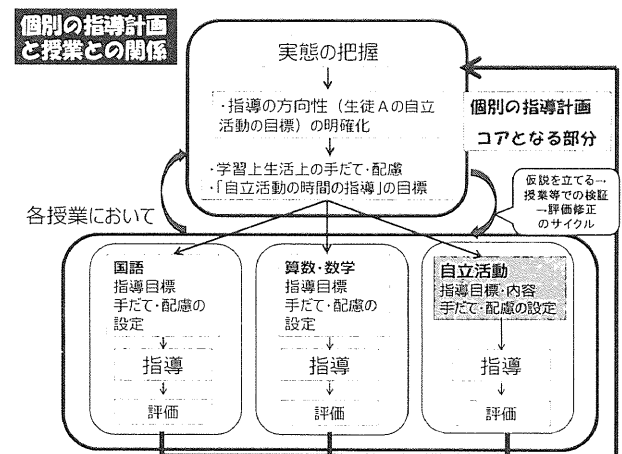 個別の指導計画
と授業との関係
実態の把握
↓
・指導の方向性（生徒Aの自立
活動の目標）の明確化
↓
・学習上生活上の手だて・配慮
・「自立活動の時間の指導」の目標
個別の指導計画
コアとなる部分
仮説を立てる→
授業等での検証
→評価修正
のサイクル
各授業において
国語
指導目標
手だて・配慮の
設定
↓
指導
↓
評価
算数・数学
指導目標
手だて・配慮の
設定
↓
指導
↓
評価
自立活動
指導目標・内容
手だて・配慮の設定
↓
指導
↓
評価